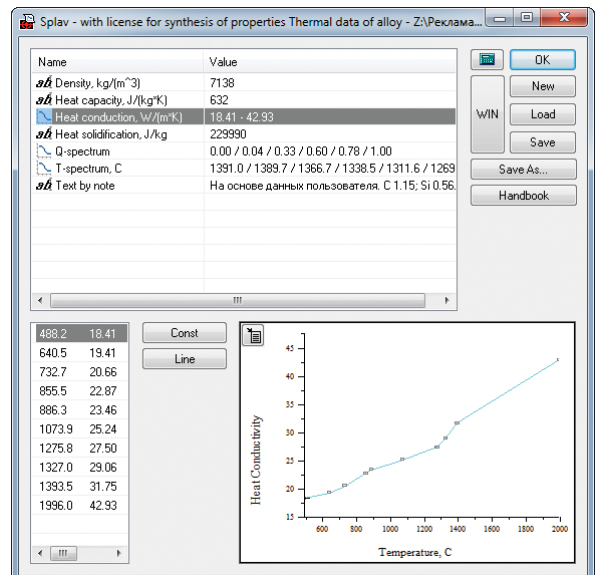 Splav - with license for synthesis of properties Thermal data of alloy - Z:\Реклама...
Name Value
Density, kg/(m^3) 7138
Heat capacity, J/(kg*K) 632
Heat conduction, W/(m*K) 18.41 - 42.93
Heat solidification, J/kg 229990
Q-spectrum 0.00 / 0.04 / 0.33 / 0.60 / 0.78 / 1.00
T-spectrum, C 1391.0 / 1389.7 / 1366.7 / 1338.5 / 1311.6 / 1269
Text by note На основе данных пользователя. C 1.15; Si 0.56.
OK
New
WIN
Load
Save
Save As...
Handbook
488.2 18.41
640.5 19.41
732.7 20.66
855.5 22.87
886.3 23.46
1073.9 25.24
1275.8 27.50
1327.0 29.06
1393.5 31.75
1996.0 42.93
Const
Line
Heat Conductivity
45
40
35
30
25
20
15
600 800 1000 1200 1400 1600 1800 2000
Temperature, C